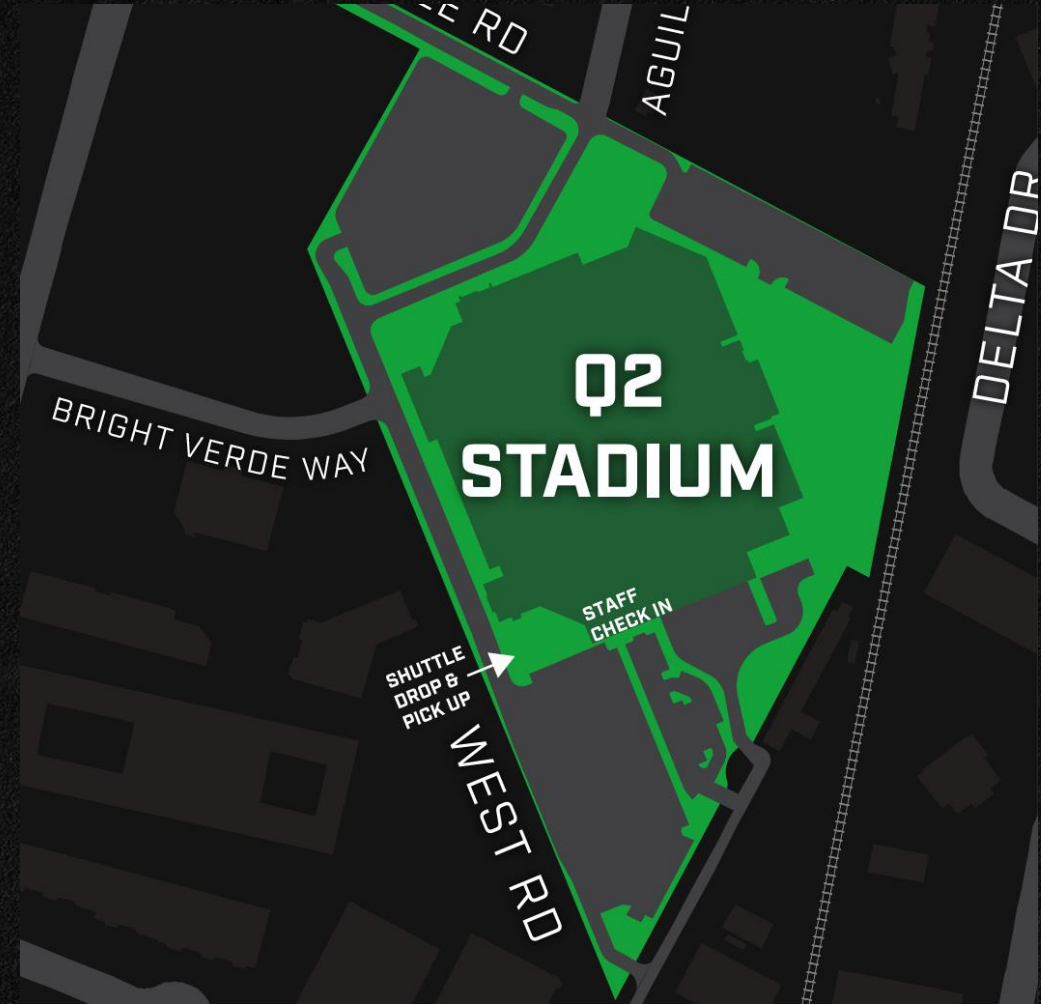 RD
AGUIL
DELTA DR
Q2
STADIUM
BRIGHT VERDE WAY
STAFF
CHECK IN
SHUTTLE
DROP &
PICK UP
WEST RD